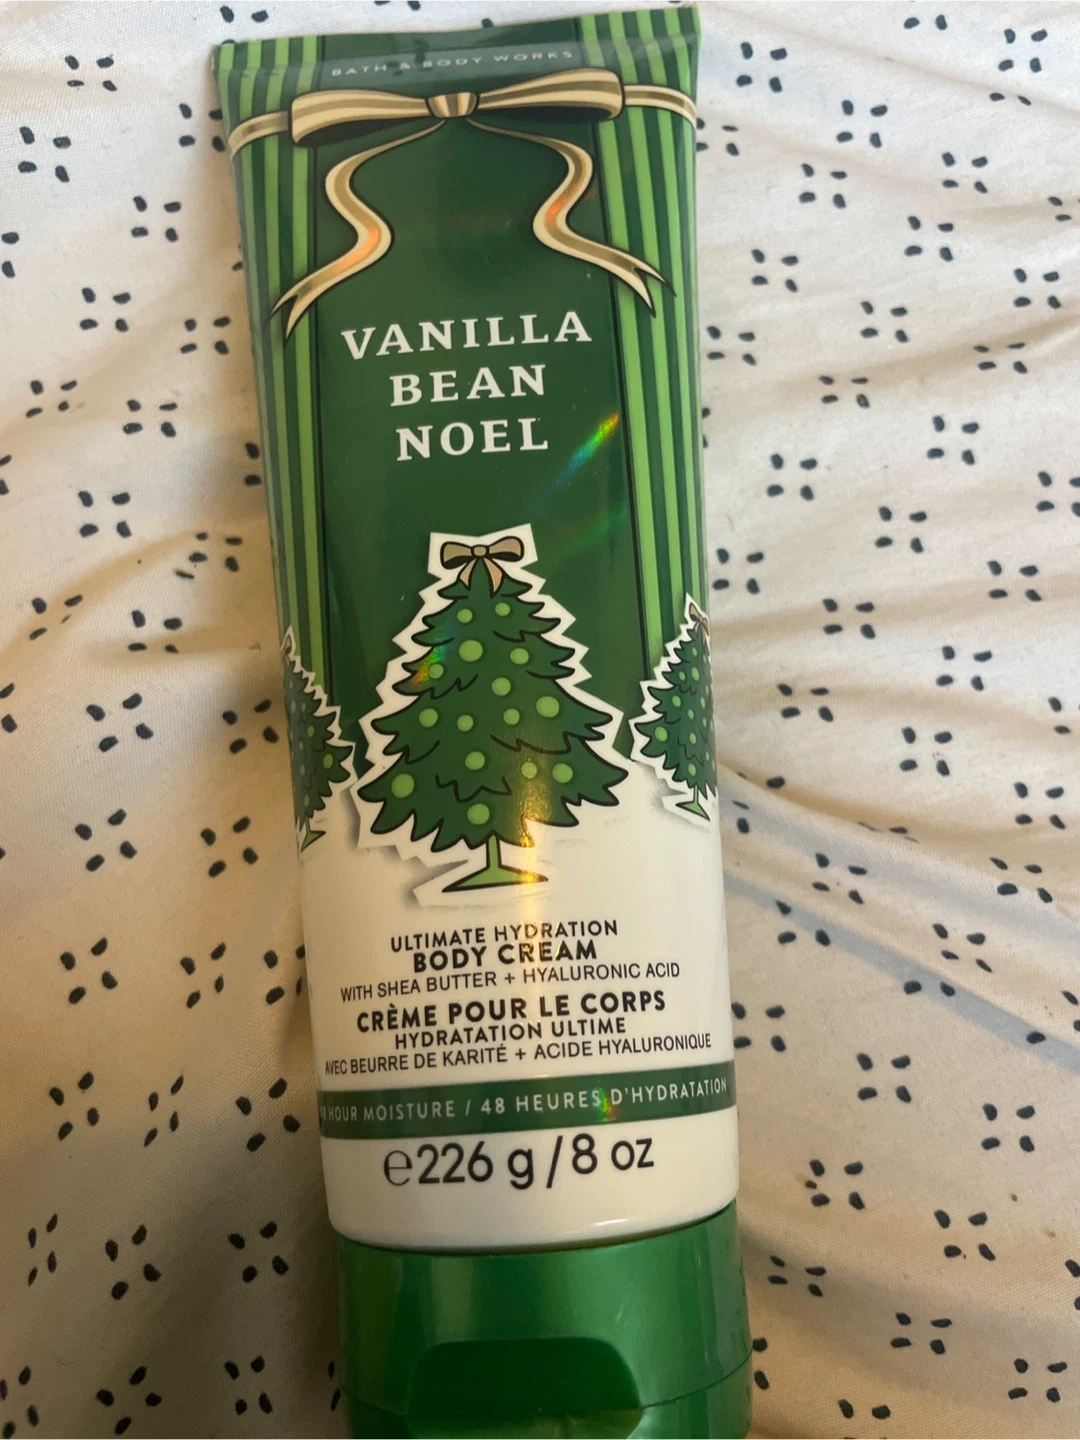 BATH & BODY WORKS
VANILLA
BEAN
NOEL
ULTIMATE HYDRATION
BODY CREAM
WITH SHEA BUTTER + HYALURONIC ACID
CRÈME POUR LE CORPS
HYDRATATION ULTIME
AVEC BEURRE DE KARITÉ + ACIDE HYALURONIQUE
HOUR MOISTURE / 48 HEURES D'HYDRATATION
℮226 g / 8 oz